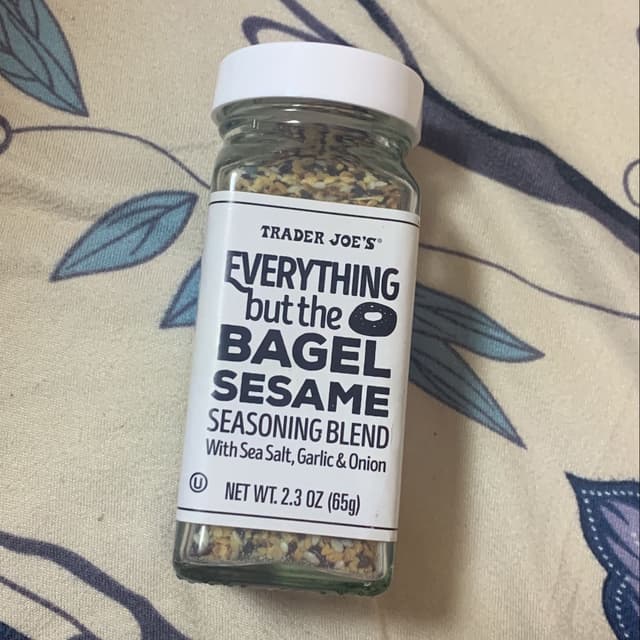 TRADER JOE'S®
EVERYTHING
but the
BAGEL
SESAME
SEASONING BLEND
With Sea Salt, Garlic & Onion
U
NET WT. 2.3 OZ (65g)